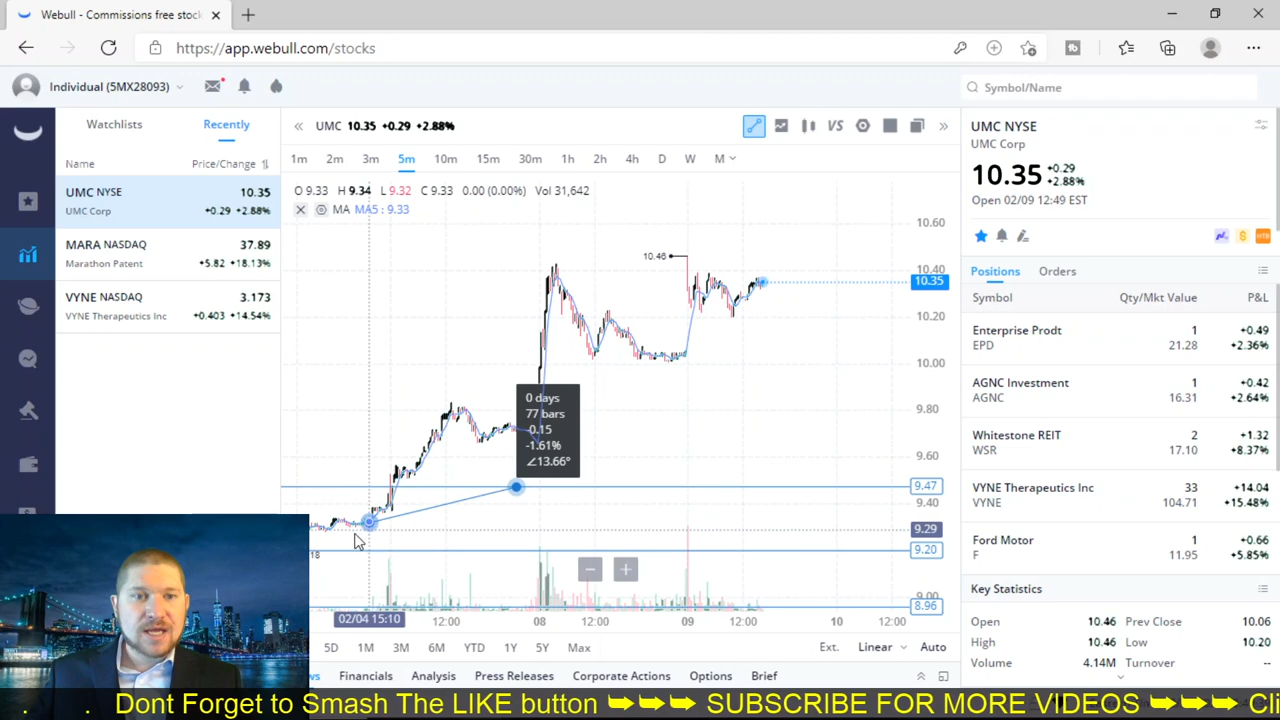 Webull - Commissions free stoc
https://app.webull.com/stocks
Individual (5MX28093)
Symbol/Name
Watchlists Recently
Name Price/Change
UMC NYSE 10.35
UMC Corp +0.29 +2.88%
MARA NASDAQ 37.89
Marathon Patent +5.82 +18.13%
VYNE NASDAQ 3.173
VYNE Therapeutics Inc +0.403 +14.54%
UMC 10.35 +0.29 +2.88%
VS
1m 2m 3m 5m 10m 15m 30m 1h 2h 4h D W M
O 9.33 H 9.34 L 9.32 C 9.33 0.00 (0.00%) Vol 31,642
MA MA5 : 9.33
10.60
10.46
10.40
10.35
10.20
10.00
9.80
9.60
9.47
9.40
9.29
9.20
9.00
8.96
0 days
77 bars
-0.15
-1.61%
∠13.66°
18
02/04 15:10 12:00 08 12:00 09 12:00 10 12:00
5D 1M 3M 6M YTD 1Y 5Y Max Ext. Linear Auto
Financials Analysis Press Releases Corporate Actions Options Brief
UMC NYSE
UMC Corp
10.35 +0.29
+2.88%
Open 02/09 12:49 EST
Positions Orders
Symbol Qty/Mkt Value P&L
Enterprise Prodt 1 +0.49
EPD 21.28 +2.36%
AGNC Investment 1 +0.42
AGNC 16.31 +2.64%
Whitestone REIT 2 +1.32
WSR 17.10 +8.37%
VYNE Therapeutics Inc 33 +14.04
VYNE 104.71 +15.48%
Ford Motor 1 +0.66
F 11.95 +5.85%
Key Statistics
Open 10.46 Prev Close 10.06
High 10.46 Low 10.20
Volume 4.14M Turnover --
. . Dont Forget to Smash The LIKE button ➥➥➥ SUBSCRIBE FOR MORE VIDEOS ➥➥➥ Cli